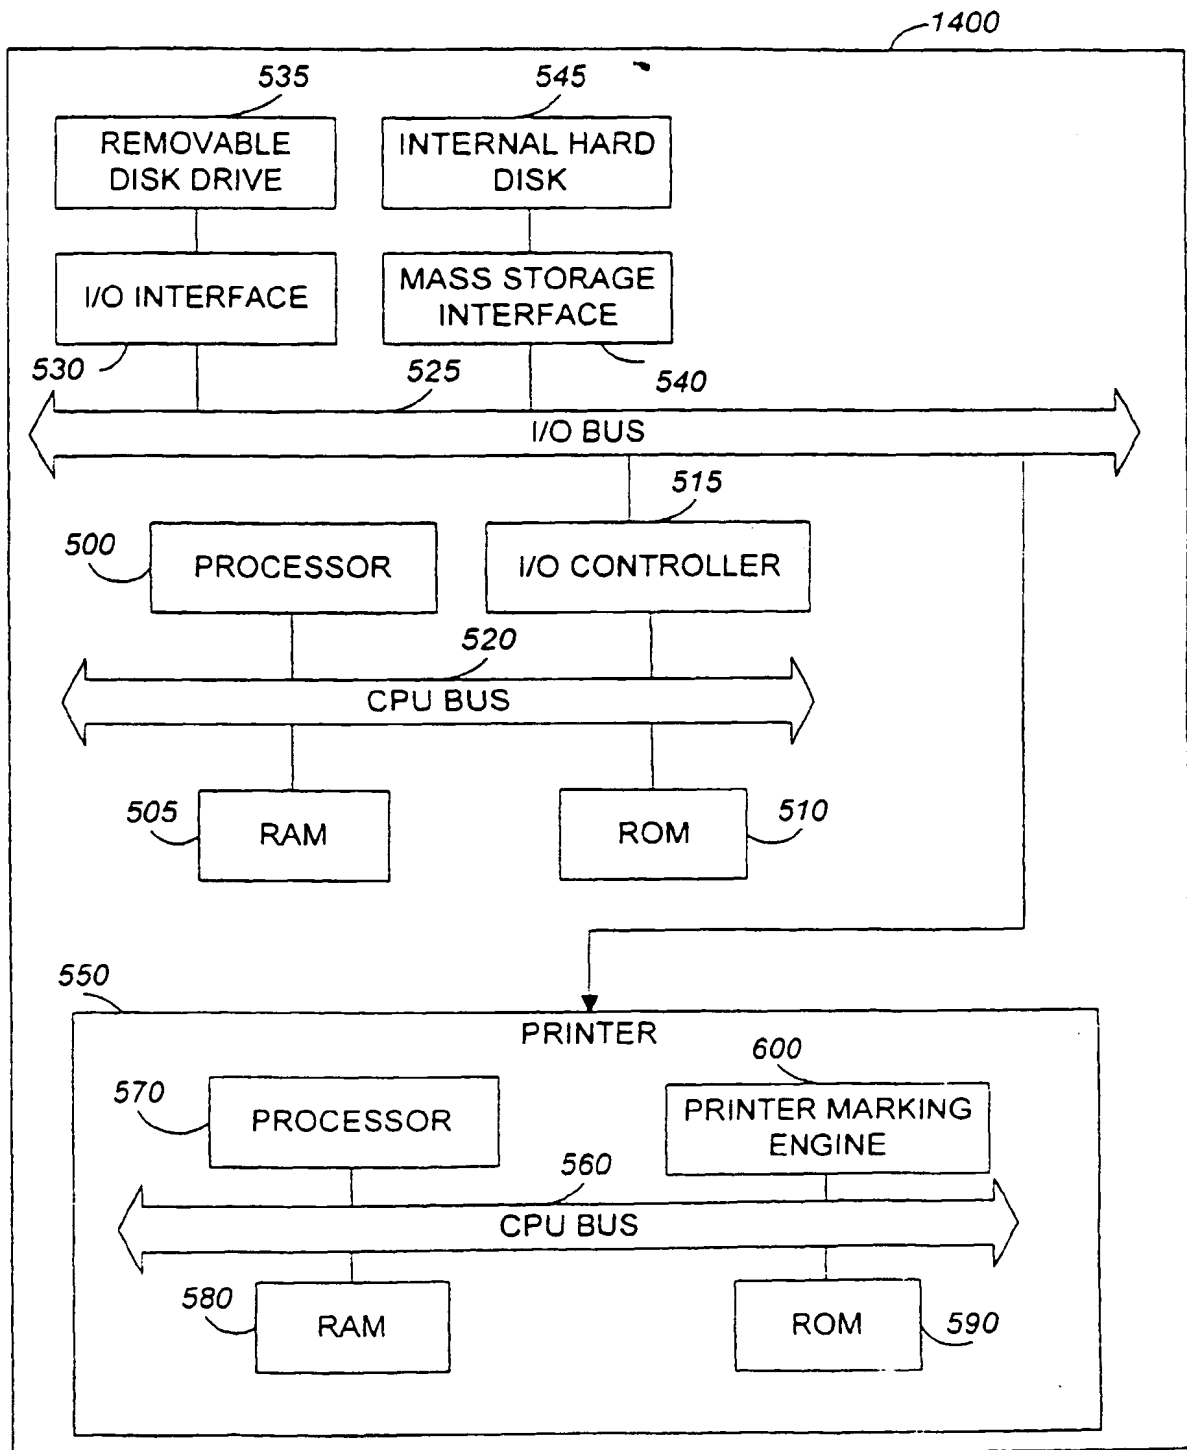 1400
535
545
REMOVABLE
DISK DRIVE
INTERNAL HARD
DISK
I/O INTERFACE
MASS STORAGE
INTERFACE
530
525
540
I/O BUS
515
500
PROCESSOR
I/O CONTROLLER
520
CPU BUS
505
RAM
ROM
510
550
PRINTER
600
570
PROCESSOR
PRINTER MARKING
ENGINE
560
CPU BUS
580
RAM
ROM
590